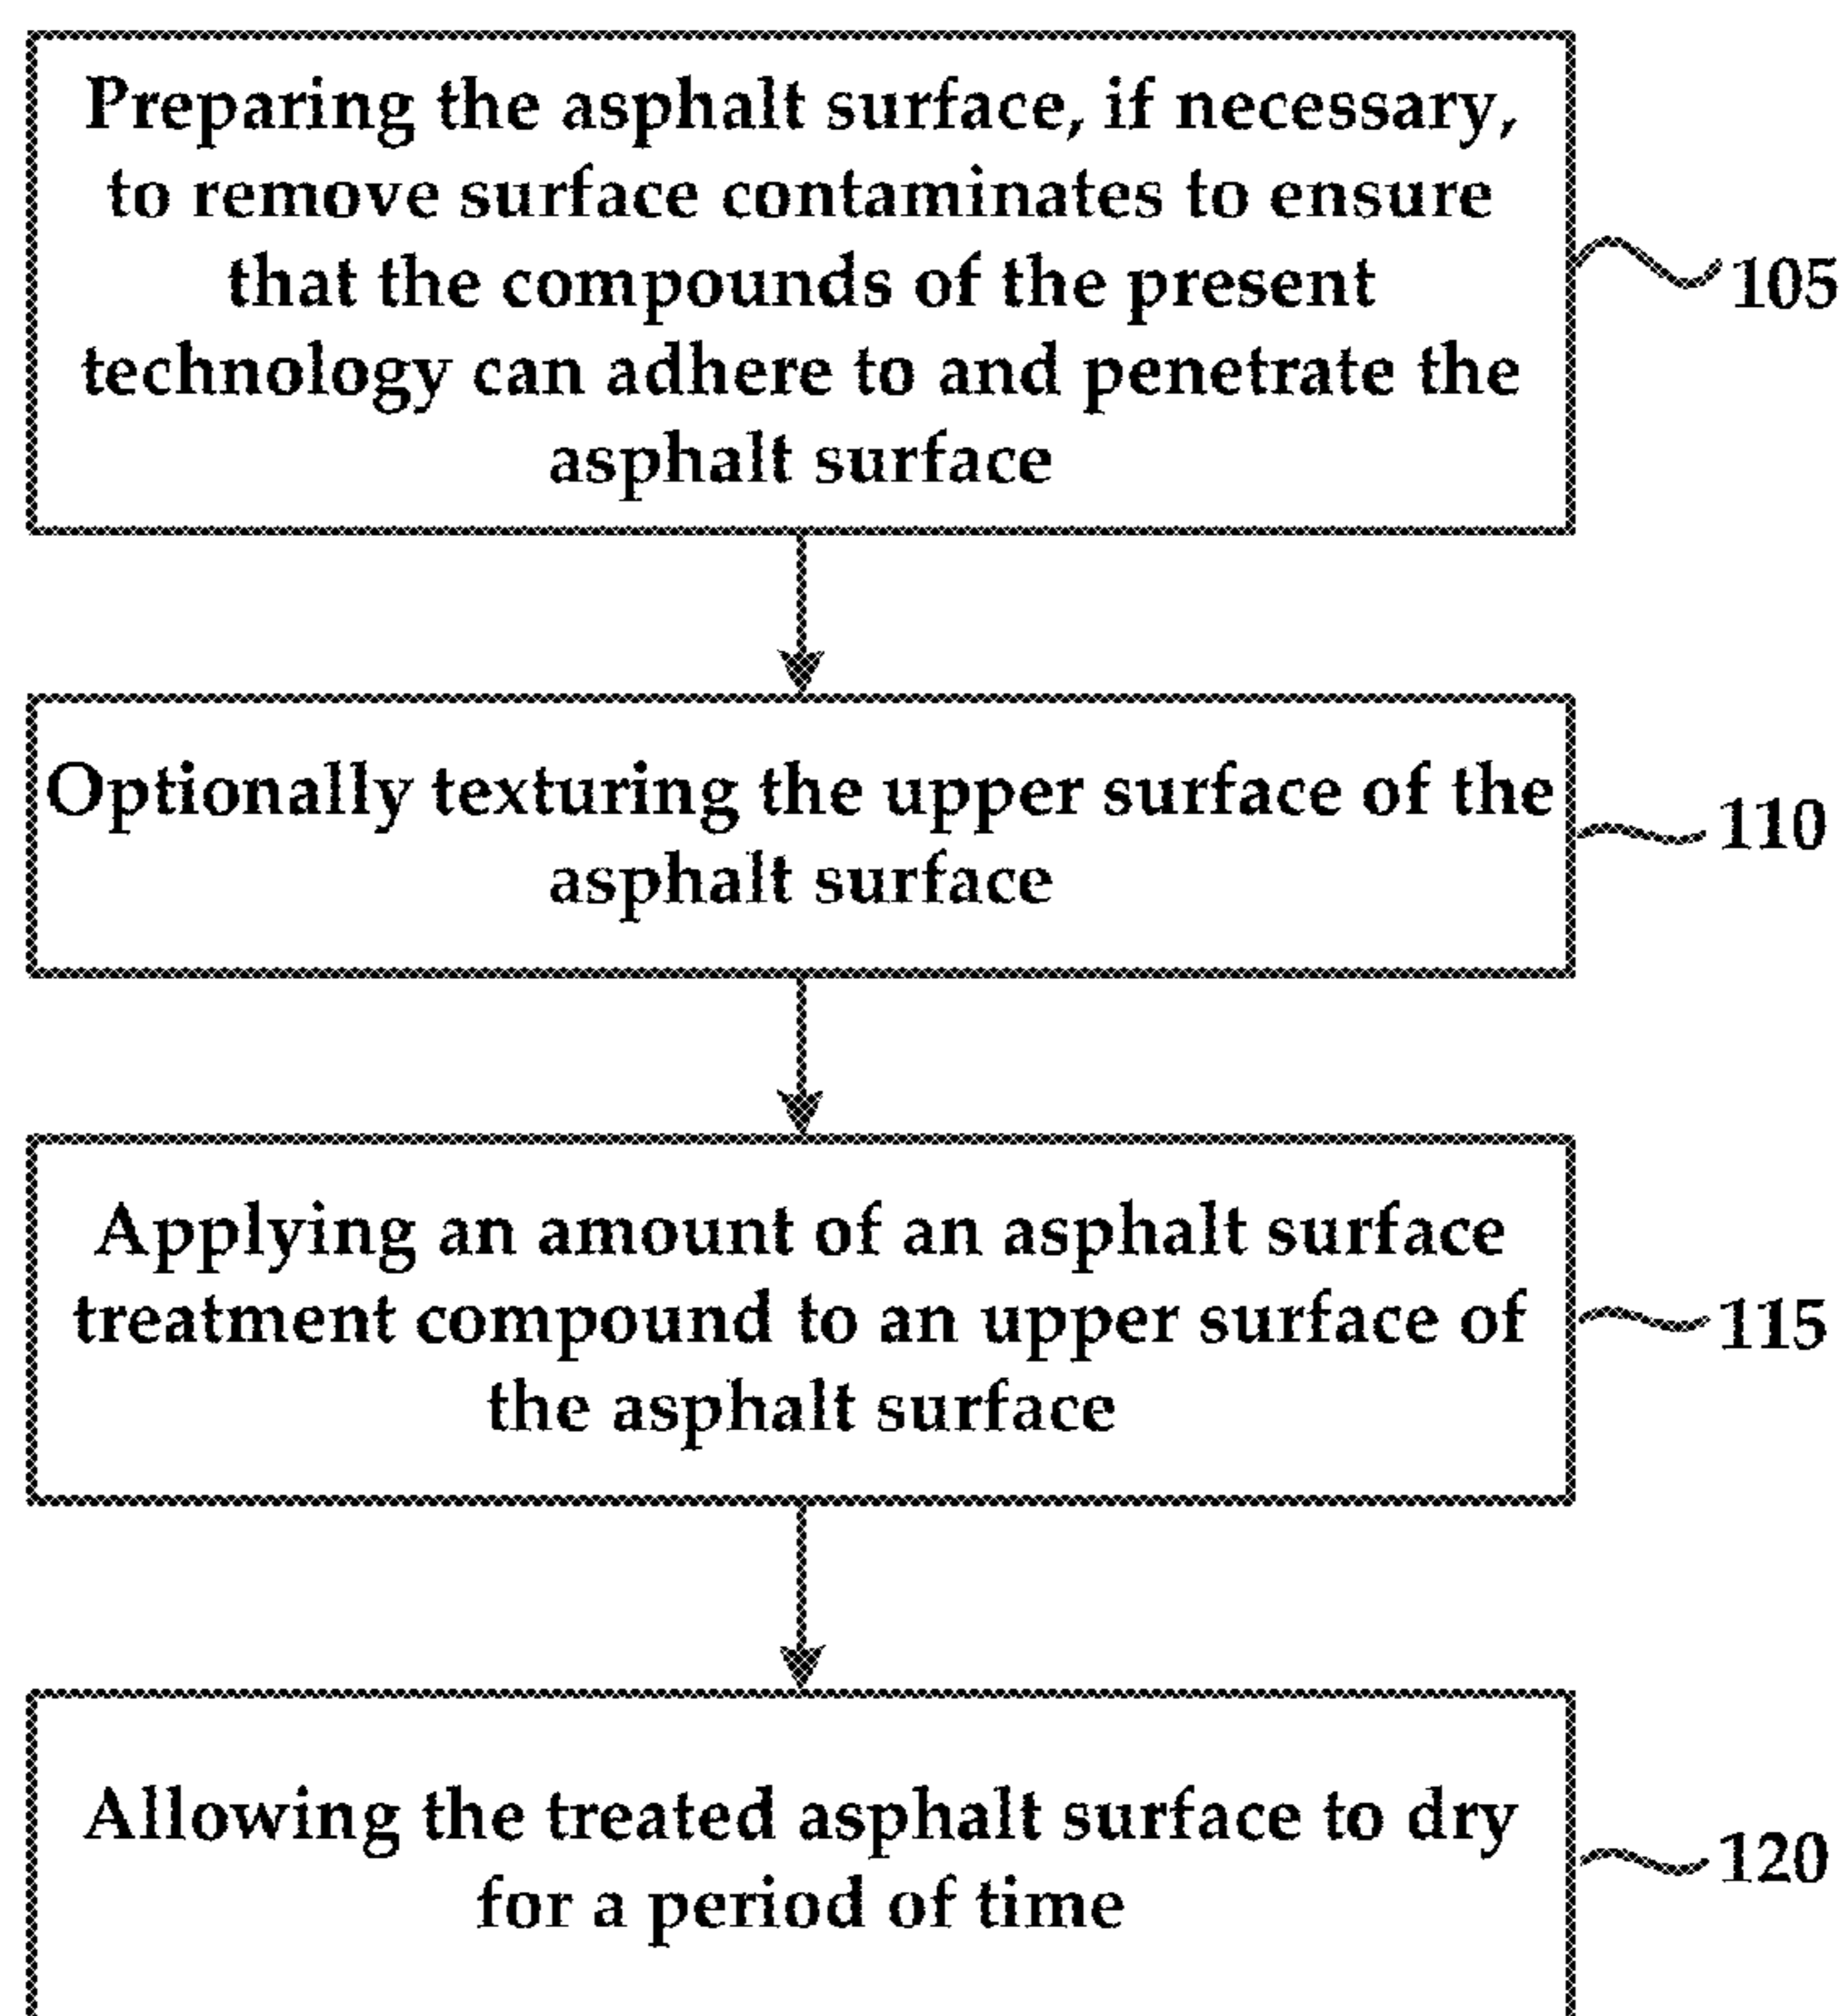 Preparing the asphalt surface, if necessary,
to remove surface contaminates to ensure
that the compounds of the present
technology can adhere to and penetrate the
asphalt surface
105
Optionally texturing the upper surface of the
asphalt surface
110
Applying an amount of an asphalt surface
treatment compound to an upper surface of
the asphalt surface
115
Allowing the treated asphalt surface to dry
for a period of time
120